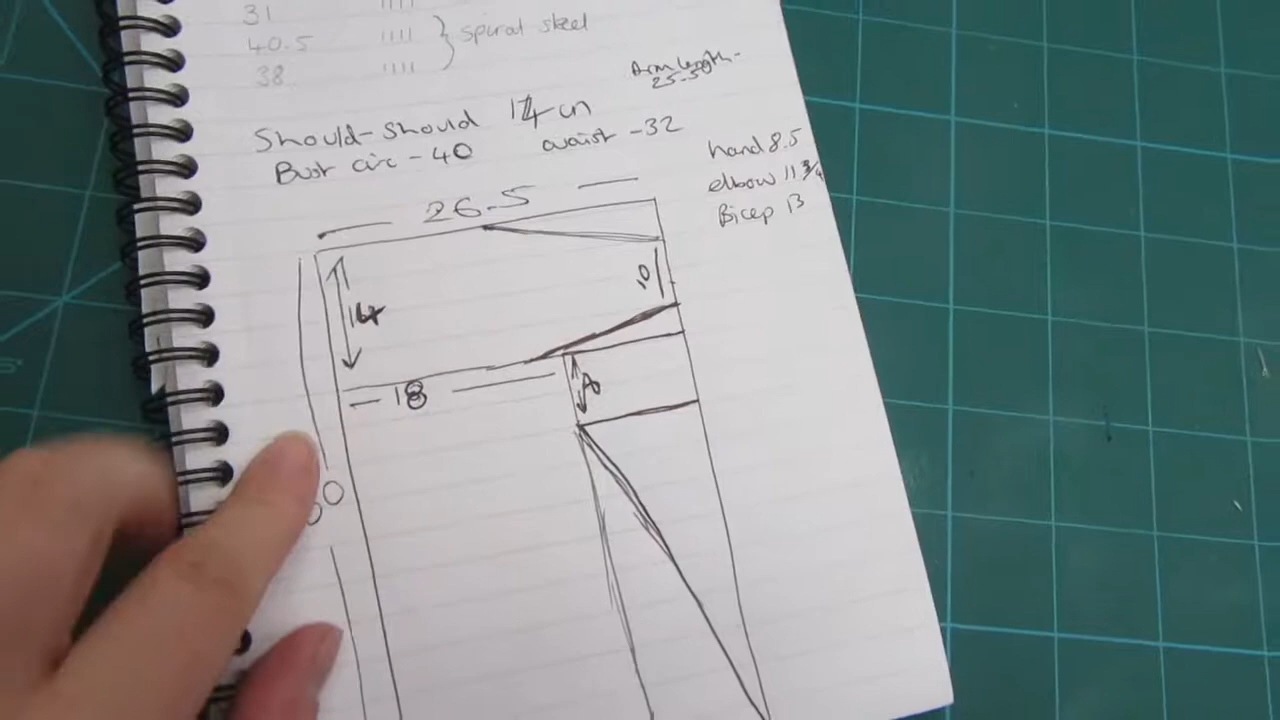 31 ||||
40.5 |||| } spiral steel
38 ||||
Arm length-
25.5
Should-should 14 cm
Bust circ - 40
waist - 32
hand 8.5
elbow 11 3/4
Bicep 13
26.5
14
10
18